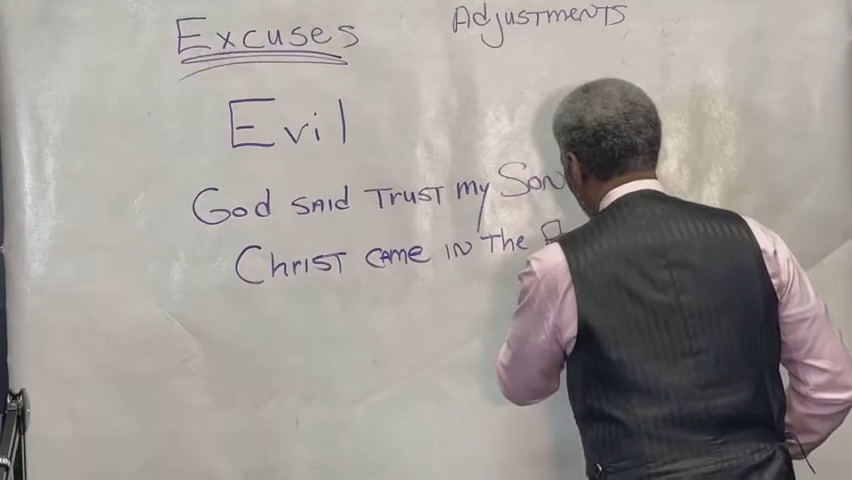 Excuses
Adjustments
Evil
God said Trust my Son
Christ came in the